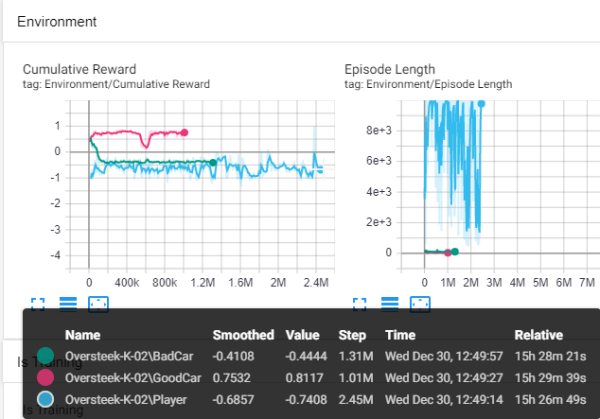 Environment
Cumulative Reward
tag: Environment/Cumulative Reward
1
0
-1
-2
-3
-4
0 400k 800k 1.2M 1.6M 2M 2.4M
Episode Length
tag: Environment/Episode Length
8e+3
6e+3
4e+3
2e+3
0
0 1M 2M 3M 4M 5M 6M 7M
Name Smoothed Value Step Time Relative
Oversteek-K-02\BadCar -0.4108 -0.4444 1.31M Wed Dec 30, 12:49:57 15h 28m 21s
Oversteek-K-02\GoodCar 0.7532 0.8117 1.01M Wed Dec 30, 12:49:27 15h 29m 39s
Oversteek-K-02\Player -0.6857 -0.7408 2.45M Wed Dec 30, 12:49:14 15h 26m 49s
Is Training